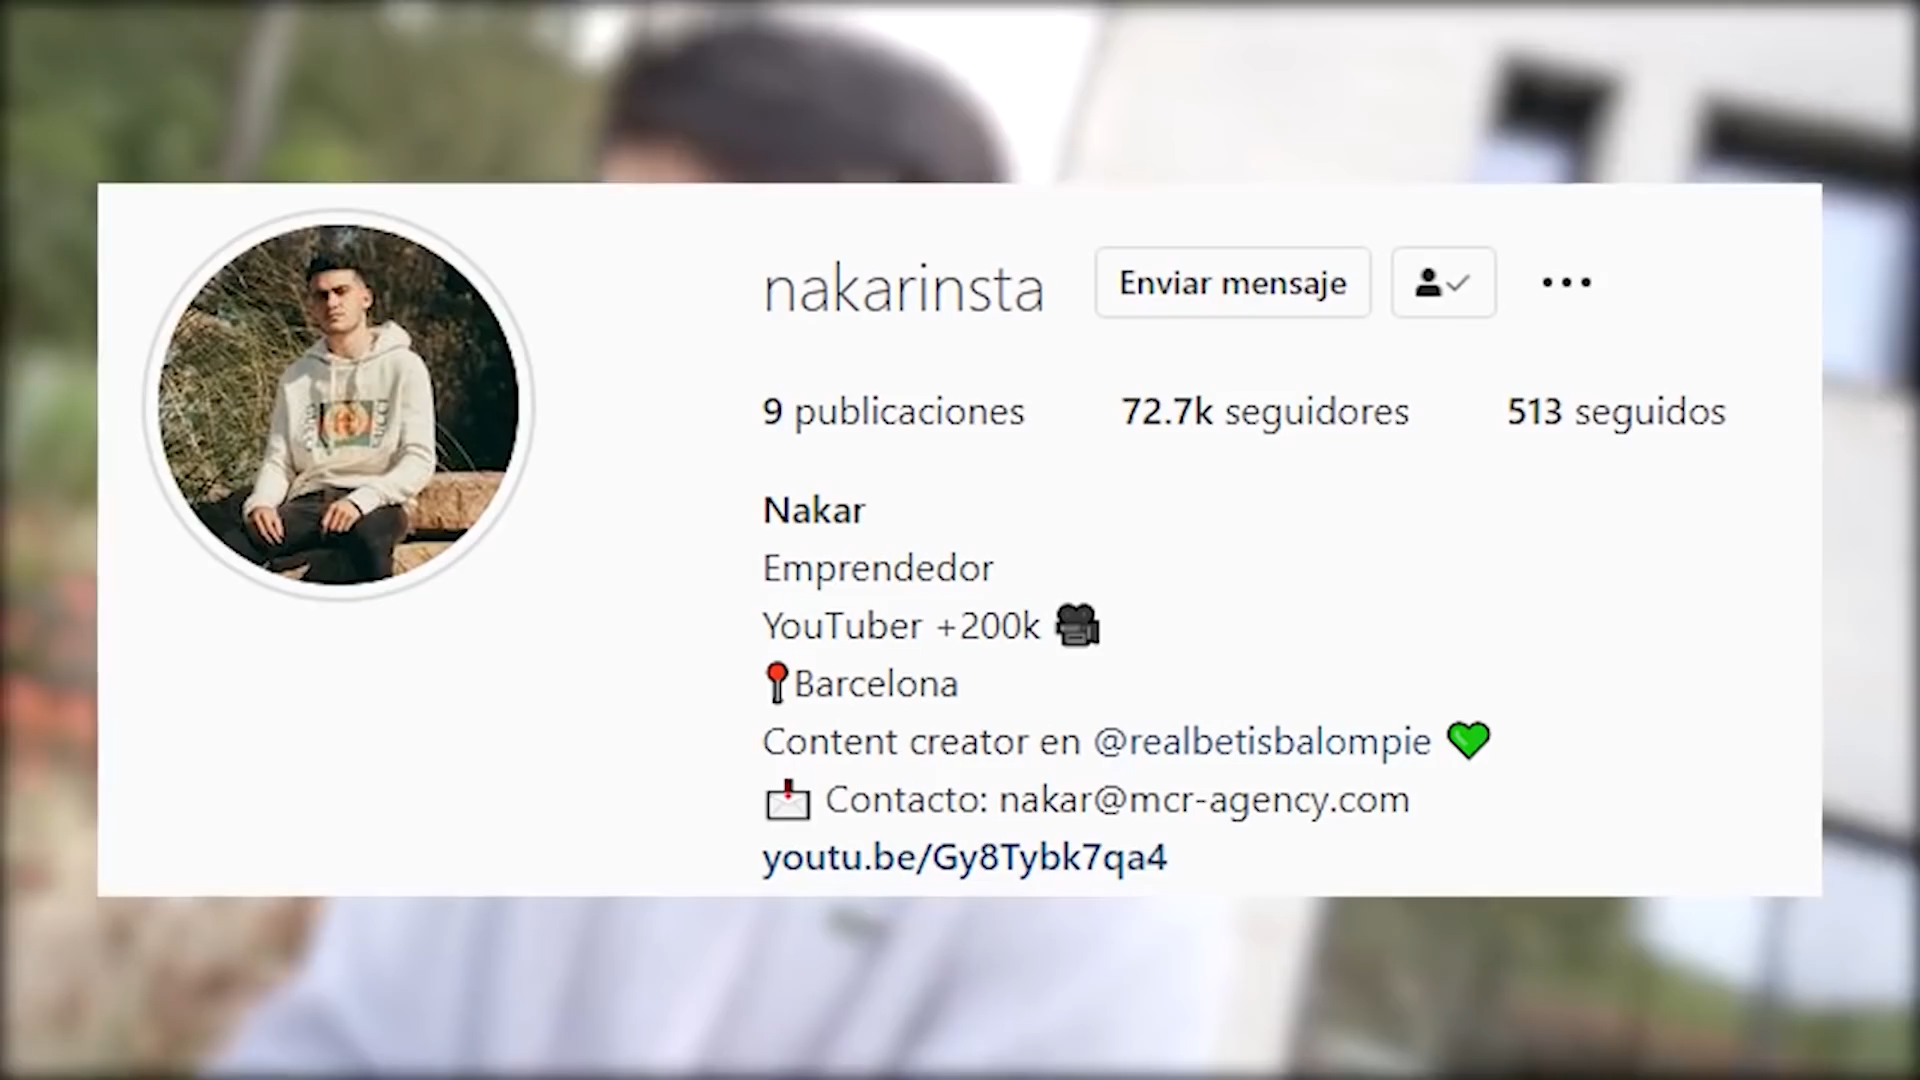 nakarinsta Enviar mensaje
9 publicaciones 72.7k seguidores 513 seguidos
Nakar
Emprendedor
YouTuber +200k 🎥
📍Barcelona
Content creator en @realbetisbalompie 💚
📩 Contacto: nakar@mcr-agency.com
youtu.be/Gy8Tybk7qa4
GUCCI